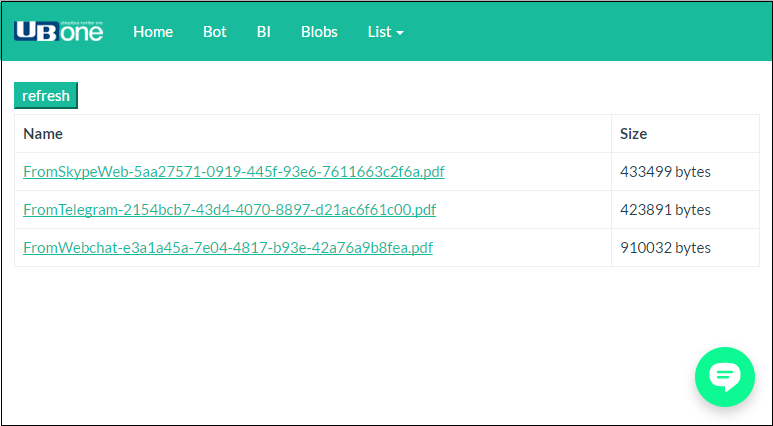 UB one
Home Bot BI Blobs List
refresh
Name Size
FromSkypeWeb-5aa27571-0919-445f-93e6-7611663c2f6a.pdf 433499 bytes
FromTelegram-2154bcb7-43d4-4070-8897-d21ac6f61c00.pdf 423891 bytes
FromWebchat-e3a1a45a-7e04-4817-b93e-42a76a9b8fea.pdf 910032 bytes